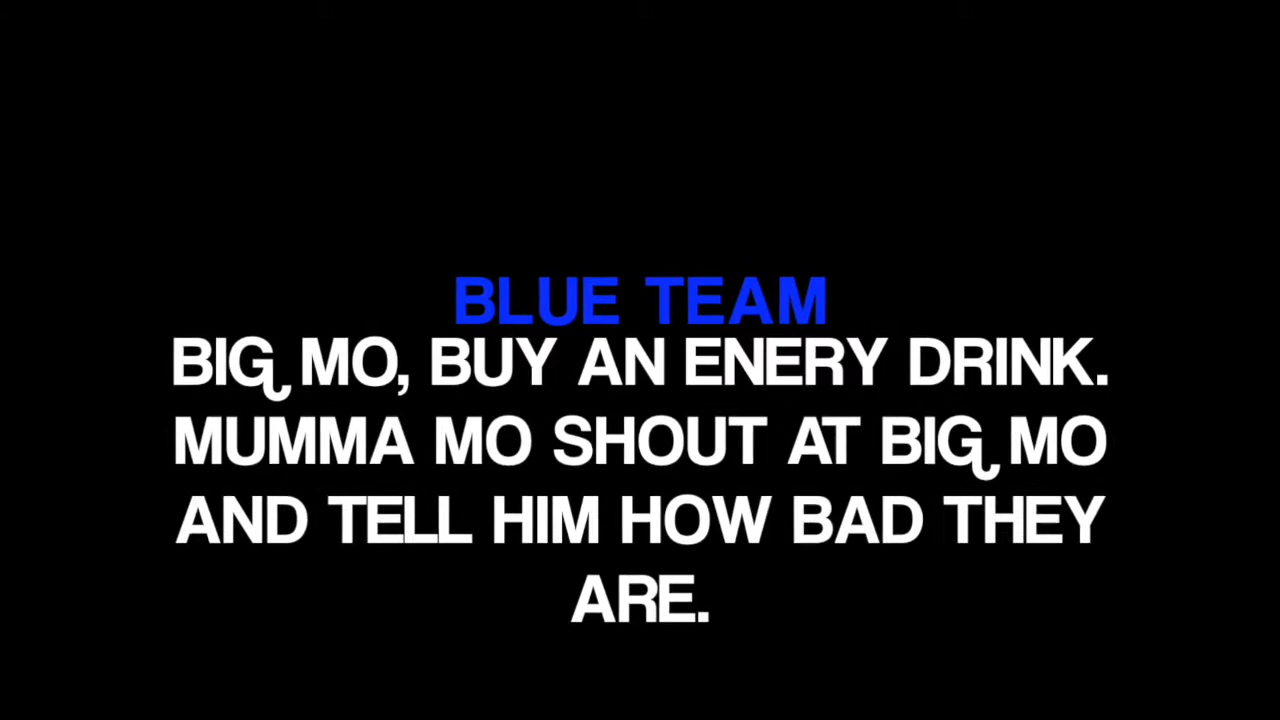 BLUE TEAM
BIG MO, BUY AN ENERY DRINK.
MUMMA MO SHOUT AT BIG MO
AND TELL HIM HOW BAD THEY
ARE.